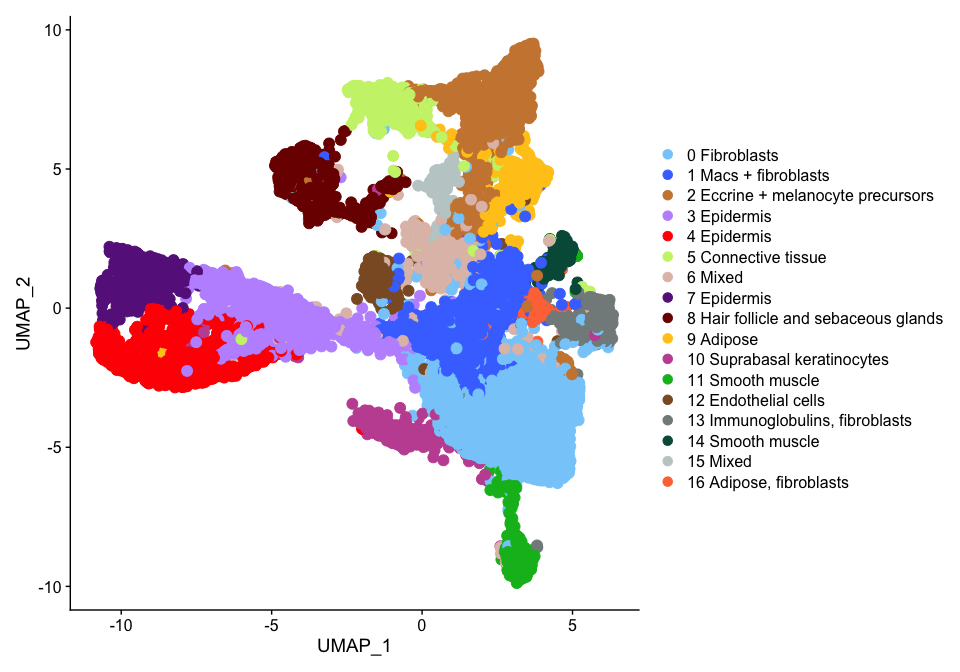 10
5
0
-5
-10
UMAP_2
-10
-5
0
5
UMAP_1
0 Fibroblasts
1 Macs + fibroblasts
2 Eccrine + melanocyte precursors
3 Epidermis
4 Epidermis
5 Connective tissue
6 Mixed
7 Epidermis
8 Hair follicle and sebaceous glands
9 Adipose
10 Suprabasal keratinocytes
11 Smooth muscle
12 Endothelial cells
13 Immunoglobulins, fibroblasts
14 Smooth muscle
15 Mixed
16 Adipose, fibroblasts